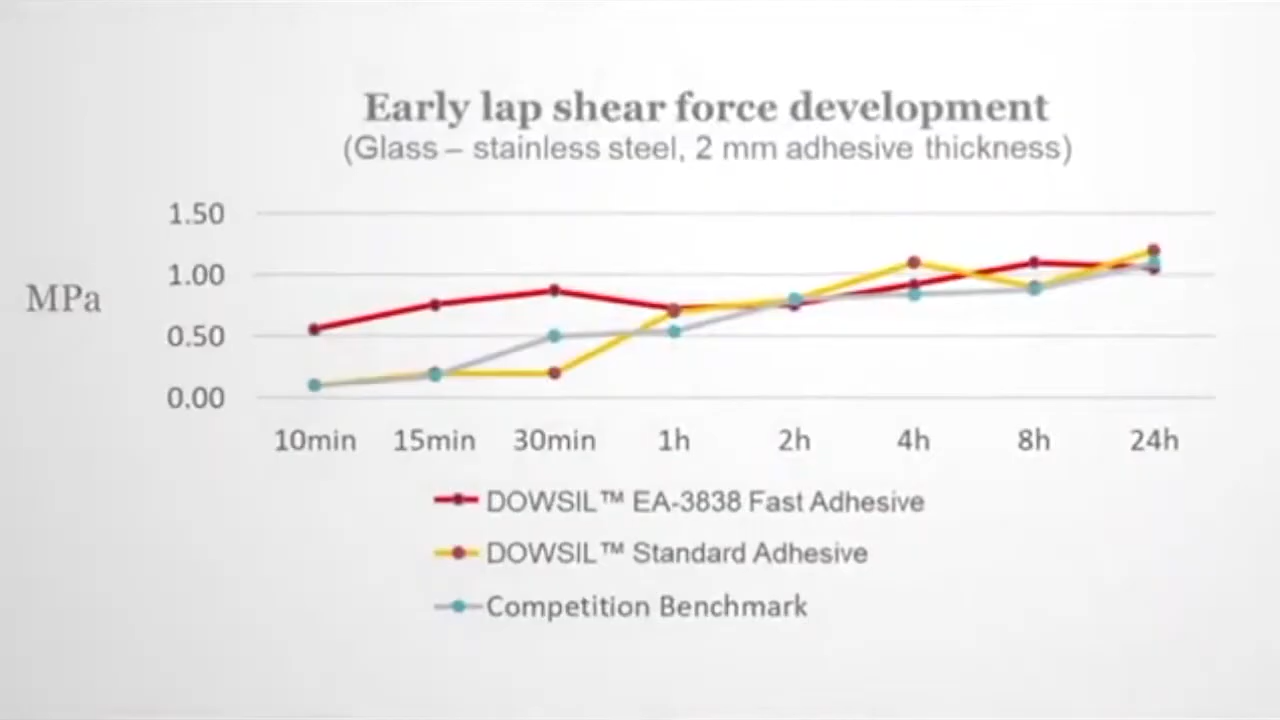 Early lap shear force development
(Glass – stainless steel, 2 mm adhesive thickness)
MPa
1.50
1.00
0.50
0.00
10min 15min 30min 1h 2h 4h 8h 24h
DOWSIL™ EA-3838 Fast Adhesive
DOWSIL™ Standard Adhesive
Competition Benchmark